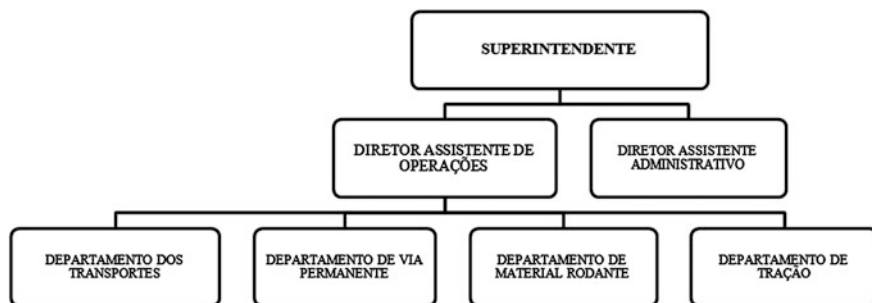 SUPERINTENDENTE
DIRETOR ASSISTENTE DE
OPERAÇÕES
DIRETOR ASSISTENTE
ADMINISTRATIVO
DEPARTAMENTO DOS
TRANSPORTES
DEPARTAMENTO DE VIA
PERMANENTE
DEPARTAMENTO DE
MATERIAL RODANTE
DEPARTAMENTO DE
TRAÇÃO